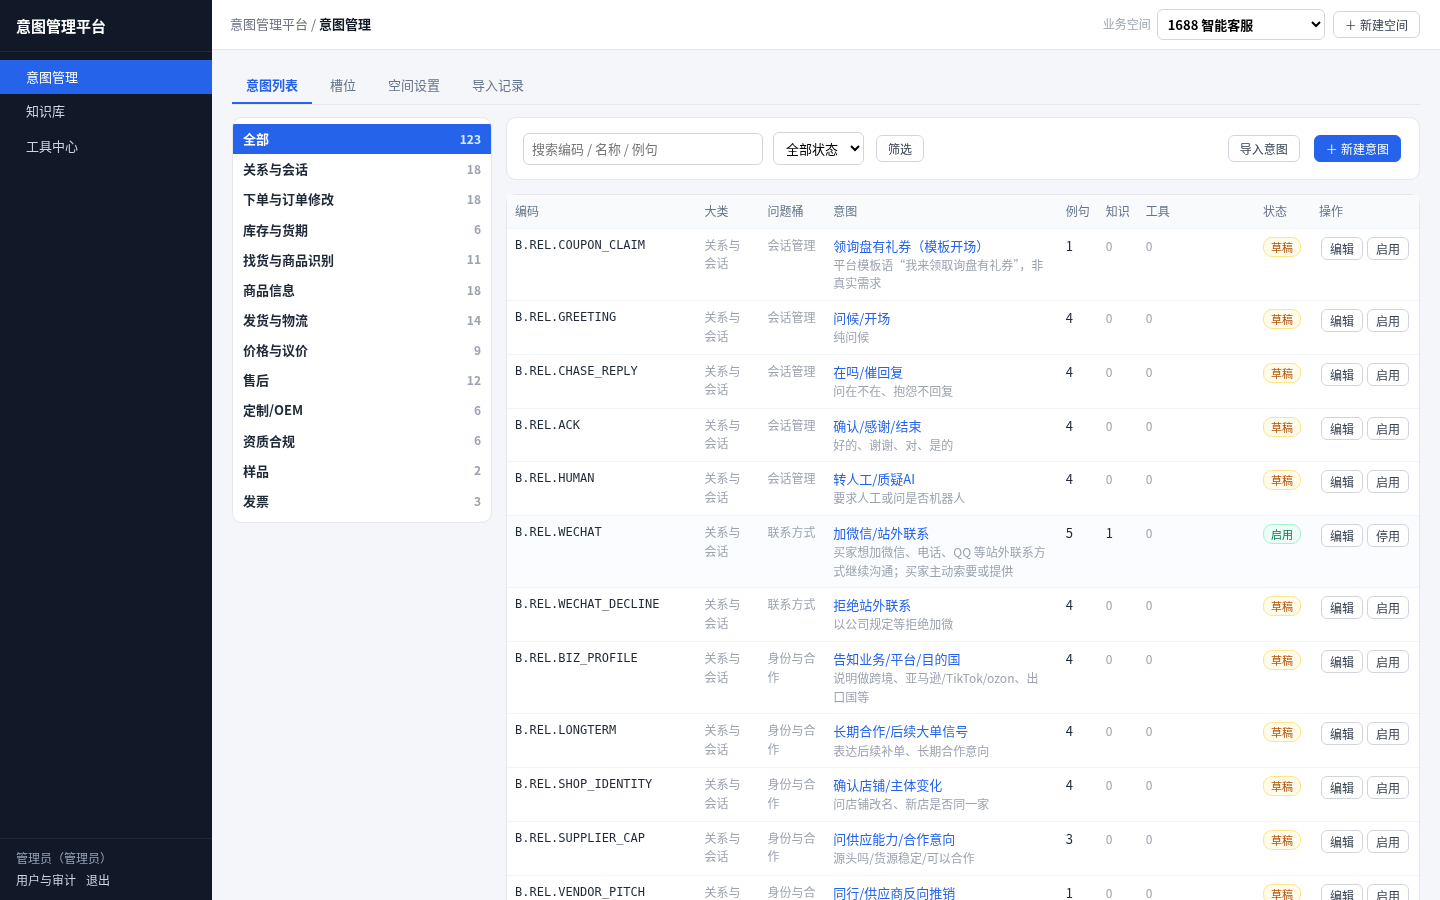 意图管理平台
意图管理
知识库
工具中心
管理员（管理员）
用户与审计 退出
意图管理平台 / 意图管理
业务空间 1688 智能客服 ＋ 新建空间
意图列表 槽位 空间设置 导入记录
全部 123
关系与会话 18
下单与订单修改 18
库存与货期 6
找货与商品识别 11
商品信息 18
发货与物流 14
价格与议价 9
售后 12
定制/OEM 6
资质合规 6
样品 2
发票 3
搜索编码 / 名称 / 例句 全部状态 筛选 导入意图 ＋ 新建意图
编码 大类 问题桶 意图 例句 知识 工具 状态 操作
B.REL.COUPON_CLAIM 关系与 会话管理 领询盘有礼券（模板开场） 1 0 0 草稿 编辑 启用
会话 平台模板语“我来领取询盘有礼券”，非
真实需求
B.REL.GREETING 关系与 会话管理 问候/开场 4 0 0 草稿 编辑 启用
会话 纯问候
B.REL.CHASE_REPLY 关系与 会话管理 在吗/催回复 4 0 0 草稿 编辑 启用
会话 问在不在、抱怨不回复
B.REL.ACK 关系与 会话管理 确认/感谢/结束 4 0 0 草稿 编辑 启用
会话 好的、谢谢、对、是的
B.REL.HUMAN 关系与 会话管理 转人工/质疑AI 4 0 0 草稿 编辑 启用
会话 要求人工或问是否机器人
B.REL.WECHAT 关系与 联系方式 加微信/站外联系 5 1 0 启用 编辑 停用
会话 买家想加微信、电话、QQ 等站外联系方
式继续沟通；买家主动索要或提供
B.REL.WECHAT_DECLINE 关系与 联系方式 拒绝站外联系 4 0 0 草稿 编辑 启用
会话 以公司规定等拒绝加微
B.REL.BIZ_PROFILE 关系与 身份与合 告知业务/平台/目的国 4 0 0 草稿 编辑 启用
会话 作 说明做跨境、亚马逊/TikTok/ozon、出
口国等
B.REL.LONGTERM 关系与 身份与合 长期合作/后续大单信号 4 0 0 草稿 编辑 启用
会话 作 表达后续补单、长期合作意向
B.REL.SHOP_IDENTITY 关系与 身份与合 确认店铺/主体变化 4 0 0 草稿 编辑 启用
会话 作 问店铺改名、新店是否同一家
B.REL.SUPPLIER_CAP 关系与 身份与合 问供应能力/合作意向 3 0 0 草稿 编辑 启用
会话 作 源头吗/货源稳定/可以合作
B.REL.VENDOR_PITCH 关系与 身份与合 同行/供应商反向推销 1 0 0 草稿 编辑 启用